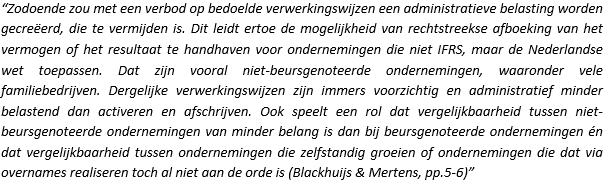 “Zodoende zou met een verbod op bedoelde verwerkingswijzen een administratieve belasting worden
gecreëerd, die te vermijden is. Dit leidt ertoe de mogelijkheid van rechtstreekse afboeking van het
vermogen of het resultaat te handhaven voor ondernemingen die niet IFRS, maar de Nederlandse
wet toepassen. Dat zijn vooral niet-beursgenoteerde ondernemingen, waaronder vele
familiebedrijven. Dergelijke verwerkingswijzen zijn immers voorzichtig en administratief minder
belastend dan activeren en afschrijven. Ook speelt een rol dat vergelijkbaarheid tussen niet-
beursgenoteerde ondernemingen van minder belang is dan bij beursgenoteerde ondernemingen én
dat vergelijkbaarheid tussen ondernemingen die zelfstandig groeien of ondernemingen die dat via
overnames realiseren toch al niet aan de orde is (Blackhuijs & Mertens, pp.5-6)”